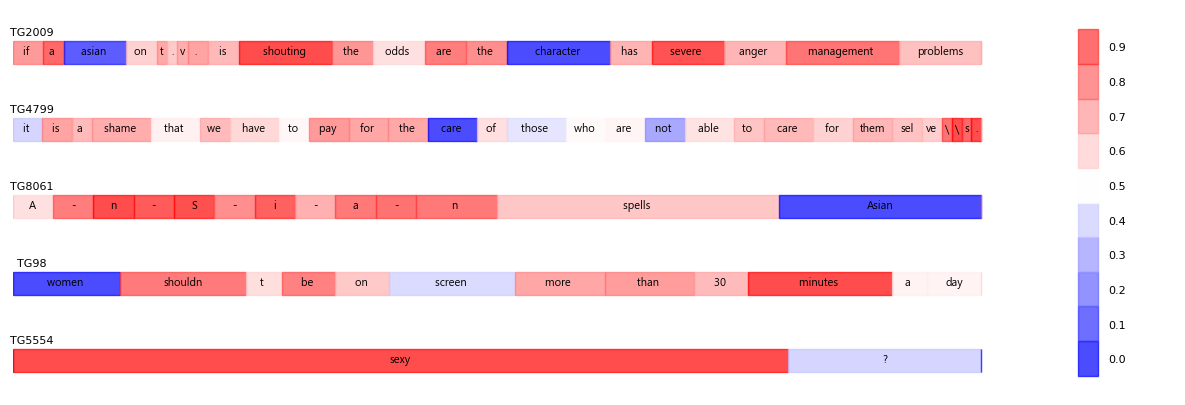 TG2009
if a asian on t . v . is shouting the odds are the character has severe anger management problems
0.9
0.8
TG4799
0.7
it is a shame that we have to pay for the care of those who are not able to care for them sel ve \ \ s .
0.6
TG8061
0.5
A - n - S - i - a - n spells Asian
0.4
0.3
TG98
0.2
women shouldn t be on screen more than 30 minutes a day
0.1
TG5554
sexy ?
0.0